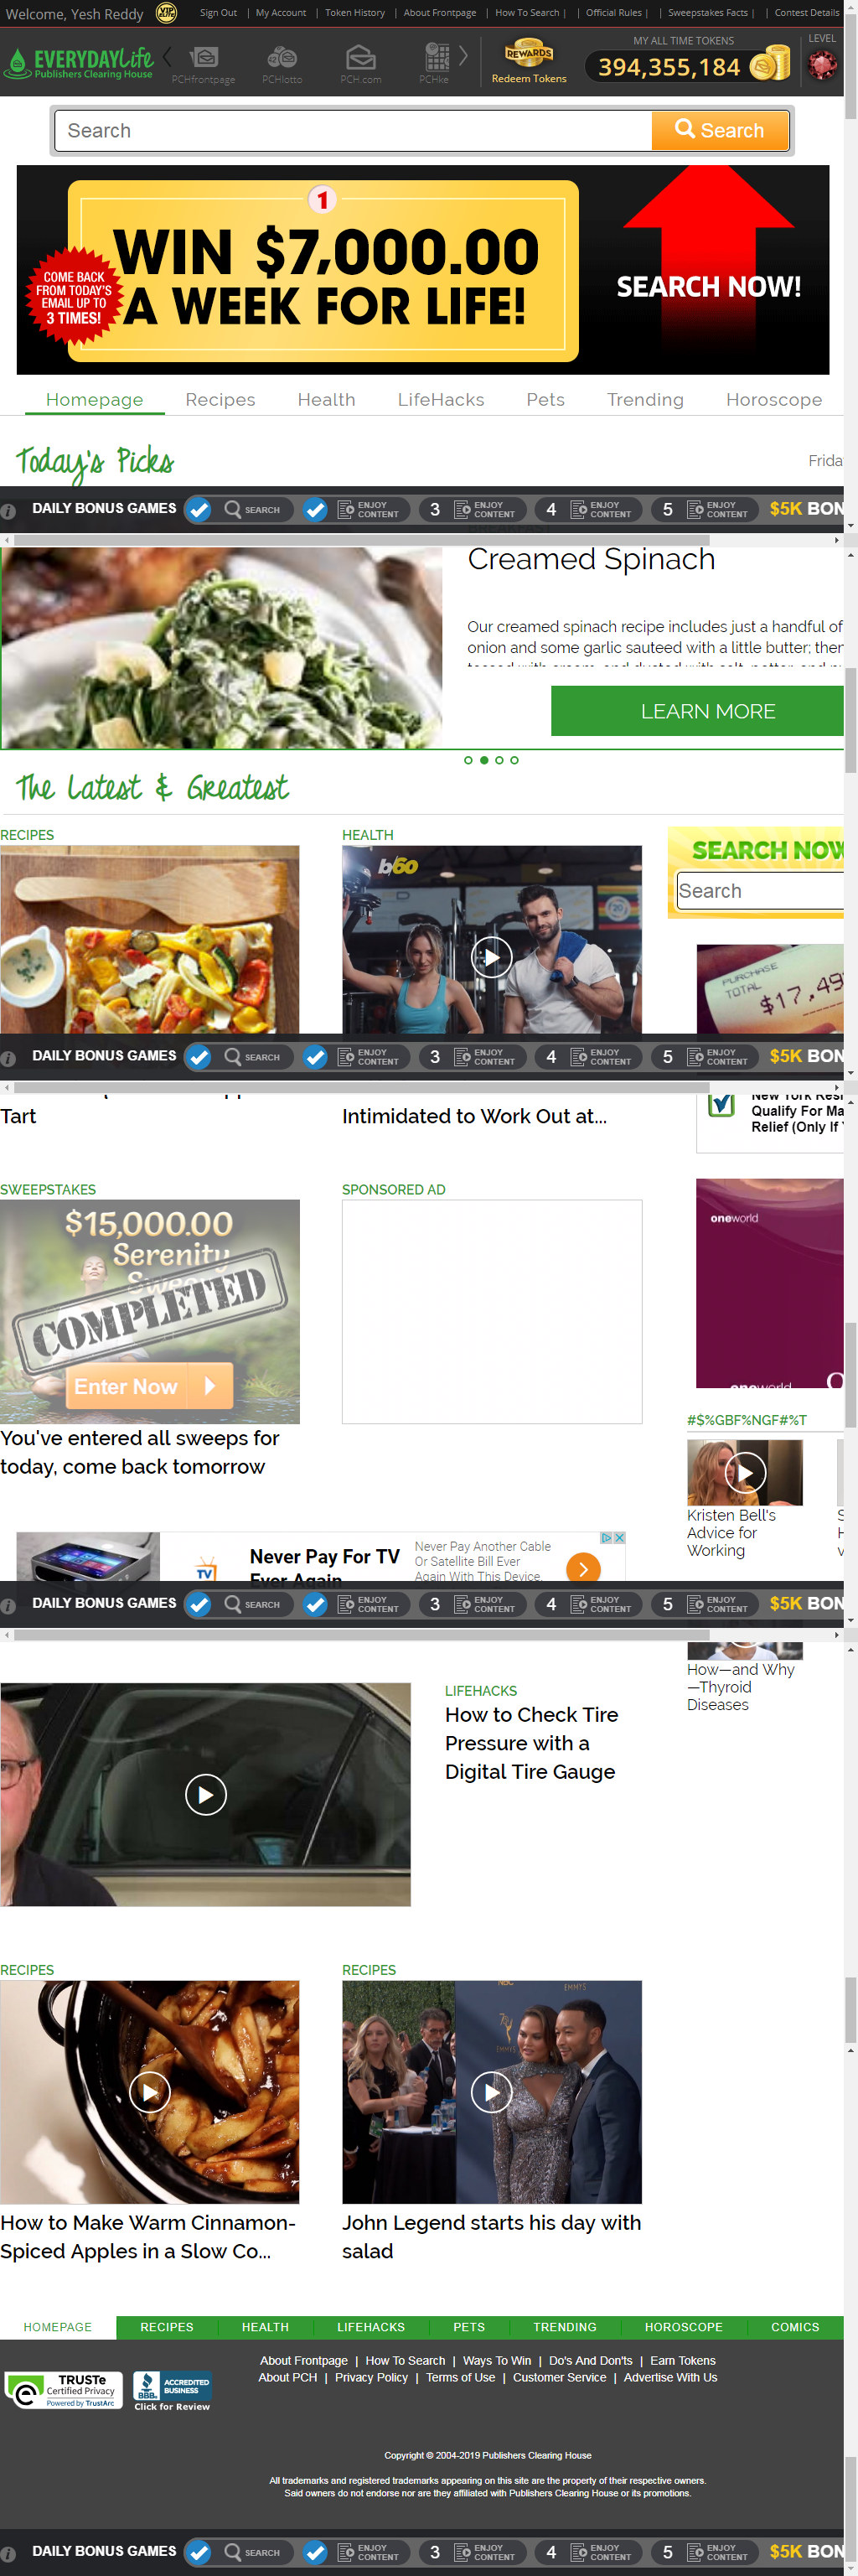 Welcome, Yesh Reddy
Sign Out | My Account | Token History | About Frontpage | How To Search | Official Rules | Sweepstakes Facts | Contest Details
EVERYDAYLife
Publishers Clearing House
PCHfrontpage
PCHlotto
PCH.com
PCHke
REWARDS
Redeem Tokens
MY ALL TIME TOKENS
394,355,184
LEVEL
Search
Search
1
WIN $7,000.00
A WEEK FOR LIFE!
COME BACK
FROM TODAY'S
EMAIL UP TO
3 TIMES!
SEARCH NOW!
Homepage Recipes Health LifeHacks Pets Trending Horoscope
Today's Picks
Frida
DAILY BONUS GAMES SEARCH ENJOY CONTENT 3 ENJOY CONTENT 4 ENJOY CONTENT 5 ENJOY CONTENT $5K BON
Creamed Spinach
Our creamed spinach recipe includes just a handful of
onion and some garlic sauteed with a little butter; then
LEARN MORE
The Latest & Greatest
RECIPES
HEALTH
SEARCH NOW
Search
b/60
PURCHASE
TOTAL
$17.49
DAILY BONUS GAMES SEARCH ENJOY CONTENT 3 ENJOY CONTENT 4 ENJOY CONTENT 5 ENJOY CONTENT $5K BON
Tart
Intimidated to Work Out at...
New York Resi
Qualify For Ma
Relief (Only If
SWEEPSTAKES
SPONSORED AD
$15,000.00
Serenity
COMPLETED
Enter Now
You've entered all sweeps for
today, come back tomorrow
oneworld
oneworld
#$%GBF%NGF#%T
Kristen Bell's
Advice for
Working
TV
Never Pay For TV
Ever Again
Never Pay Another Cable
Or Satellite Bill Ever
Again With This Device.
DAILY BONUS GAMES SEARCH ENJOY CONTENT 3 ENJOY CONTENT 4 ENJOY CONTENT 5 ENJOY CONTENT $5K BON
How—and Why
—Thyroid
Diseases
LIFEHACKS
How to Check Tire
Pressure with a
Digital Tire Gauge
RECIPES
RECIPES
NBC
EMMYS
EMMYS
How to Make Warm Cinnamon-
Spiced Apples in a Slow Co...
John Legend starts his day with
salad
HOMEPAGE RECIPES HEALTH LIFEHACKS PETS TRENDING HOROSCOPE COMICS
About Frontpage | How To Search | Ways To Win | Do's And Don'ts | Earn Tokens
About PCH | Privacy Policy | Terms of Use | Customer Service | Advertise With Us
TRUSTe
Certified Privacy
Powered by TrustArc
BBB
ACCREDITED
BUSINESS
Click for Review
Copyright © 2004-2019 Publishers Clearing House
All trademarks and registered trademarks appearing on this site are the property of their respective owners.
Said owners do not endorse nor are they affiliated with Publishers Clearing House or its promotions.
DAILY BONUS GAMES SEARCH ENJOY CONTENT 3 ENJOY CONTENT 4 ENJOY CONTENT 5 ENJOY CONTENT $5K BON